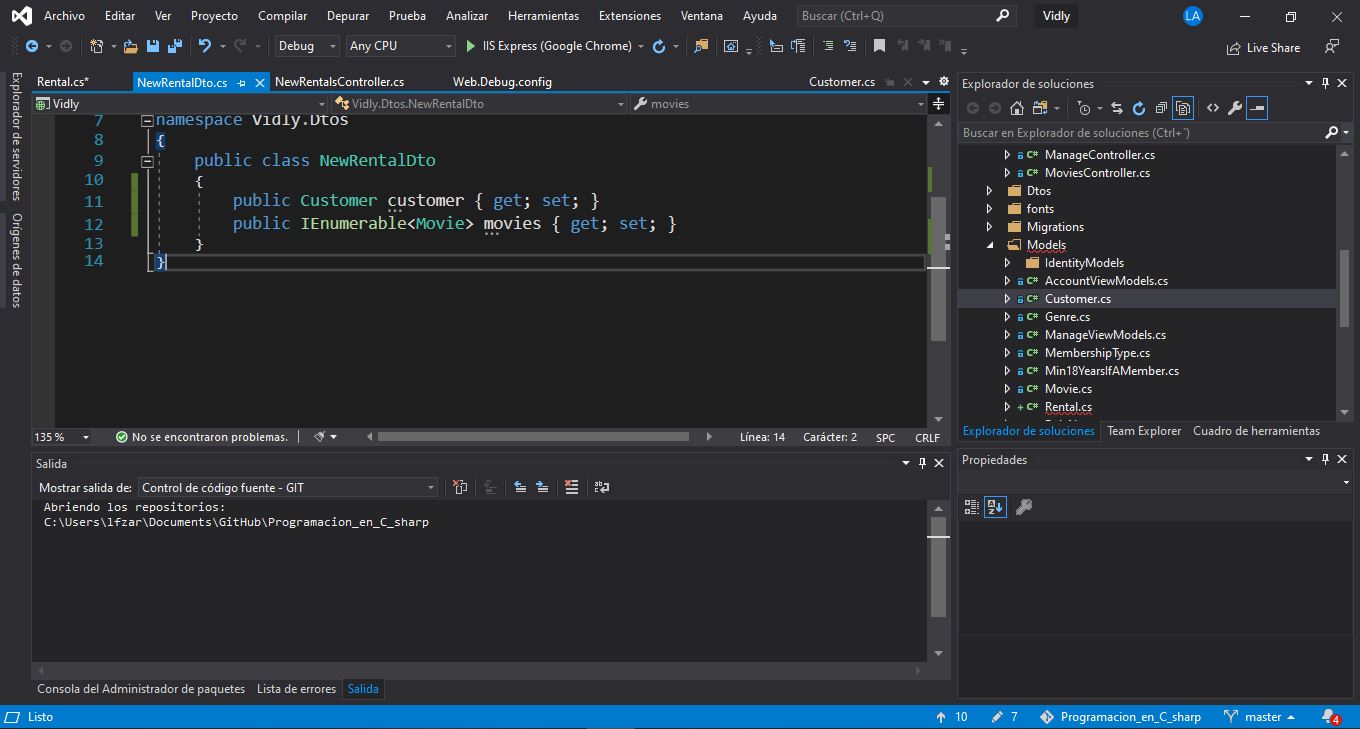 Archivo Editar Ver Proyecto Compilar Depurar Prueba Analizar Herramientas Extensiones Ventana Ayuda Buscar (Ctrl+Q) Vidly LA
Debug Any CPU IIS Express (Google Chrome) Live Share
Explorador de servidores
Orígenes de datos
Rental.cs* NewRentalDto.cs NewRentalsController.cs Web.Debug.config Customer.cs
Vidly Vidly.Dtos.NewRentalDto movies
7 namespace Vidly.Dtos
8 {
9 public class NewRentalDto
10 {
11 public Customer customer { get; set; }
12 public IEnumerable<Movie> movies { get; set; }
13 }
14 }
135 % No se encontraron problemas. Línea: 14 Carácter: 2 SPC CRLF
Salida
Mostrar salida de: Control de código fuente - GIT
Abriendo los repositorios:
C:\Users\lfzar\Documents\GitHub\Programacion_en_C_sharp
Consola del Administrador de paquetes Lista de errores Salida
Explorador de soluciones
Buscar en Explorador de soluciones (Ctrl+`)
C# ManageController.cs
C# MoviesController.cs
Dtos
fonts
Migrations
Models
IdentityModels
C# AccountViewModels.cs
C# Customer.cs
C# Genre.cs
C# ManageViewModels.cs
C# MembershipType.cs
C# Min18YearsIfAMember.cs
C# Movie.cs
+ C# Rental.cs
Explorador de soluciones Team Explorer Cuadro de herramientas
Propiedades
Listo 10 7 Programacion_en_C_sharp master 4